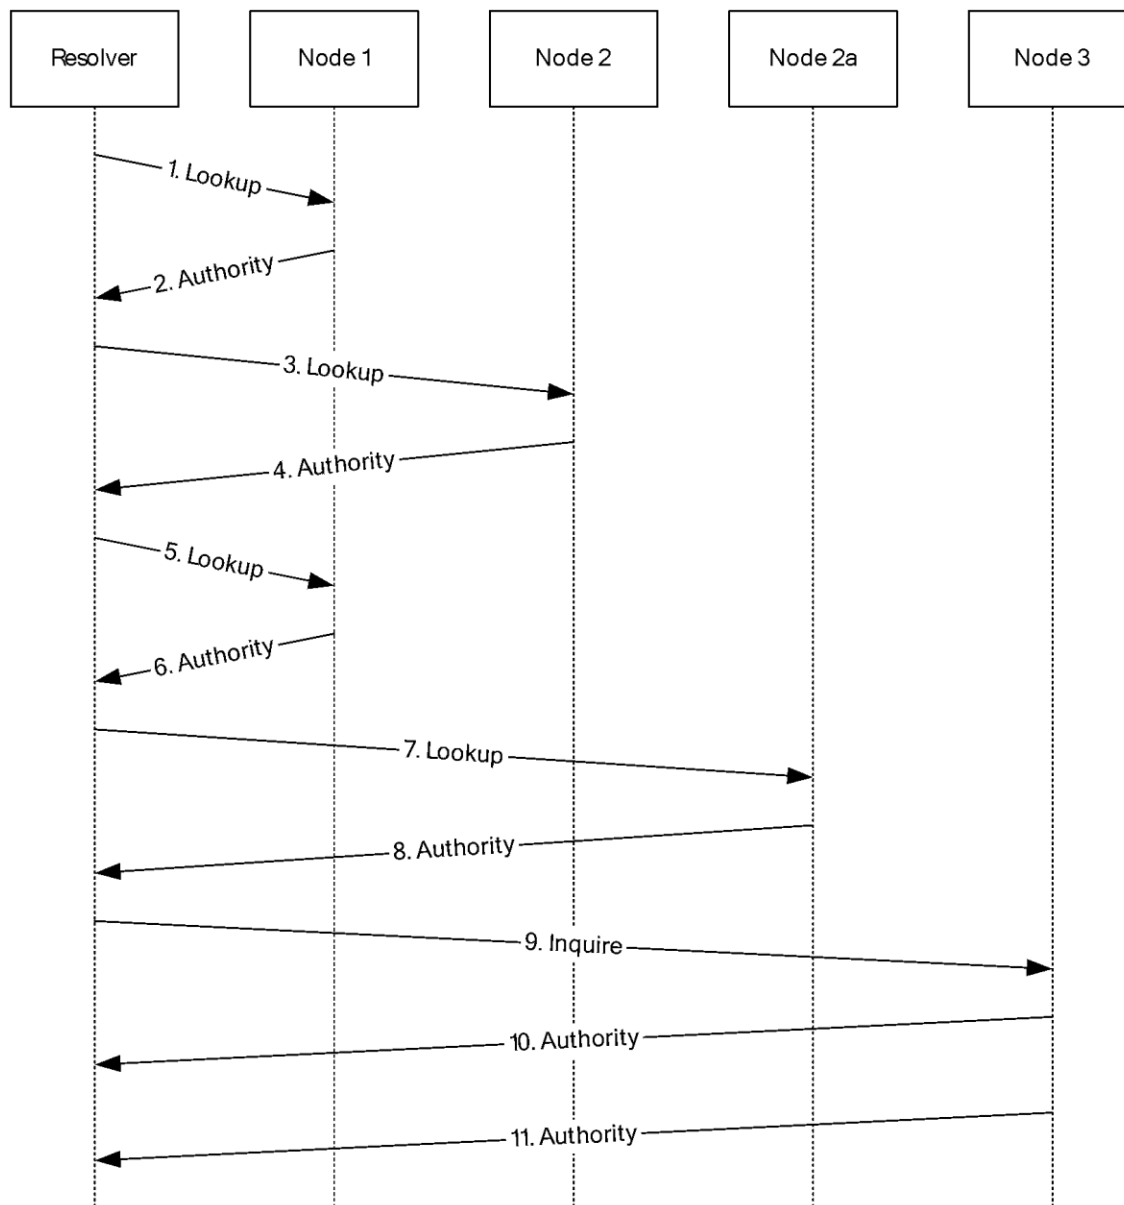 Resolver
Node 1
Node 2
Node 2a
Node 3
1. Lookup
2. Authority
3. Lookup
4. Authority
5. Lookup
6. Authority
7. Lookup
8. Authority
9. Inquire
10. Authority
11. Authority